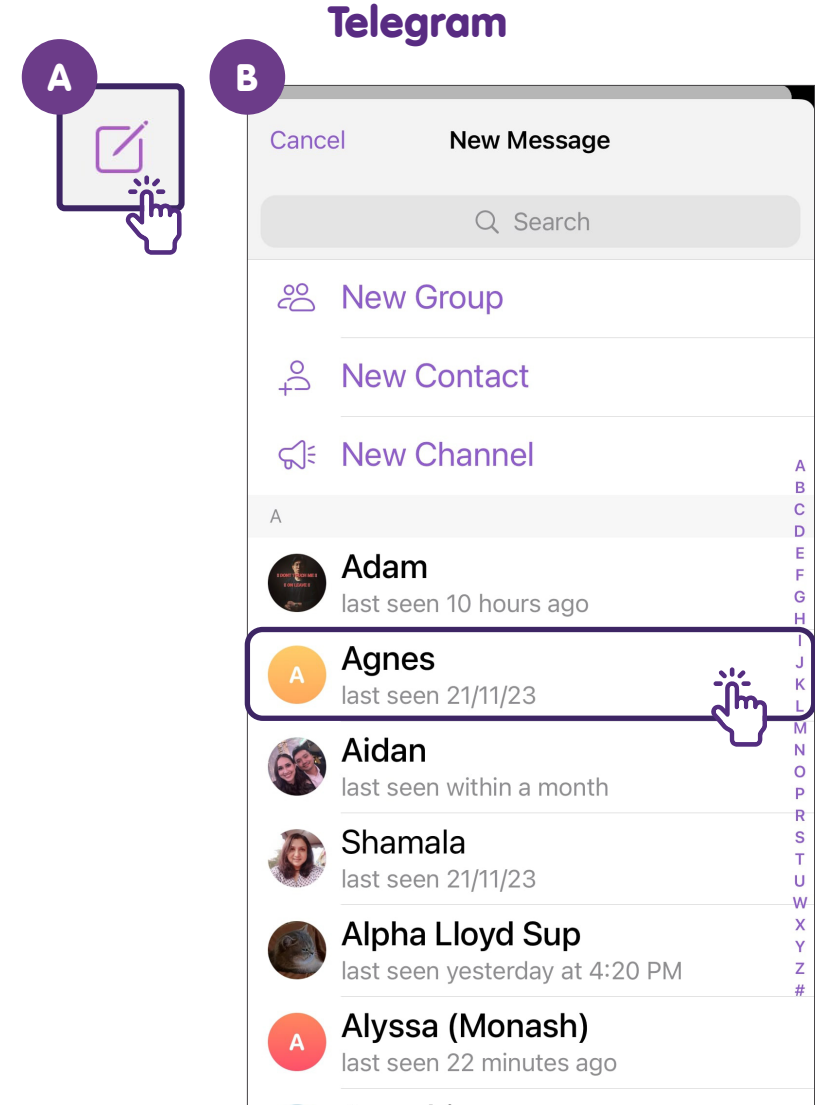 Telegram
A
B
Cancel
New Message
Search
New Group
New Contact
New Channel
A
Adam
last seen 10 hours ago
A
Agnes
last seen 21/11/23
Aidan
last seen within a month
Shamala
last seen 21/11/23
Alpha Lloyd Sup
last seen yesterday at 4:20 PM
A
Alyssa (Monash)
last seen 22 minutes ago
A
B
C
D
E
F
G
H
I
J
K
L
M
N
O
P
R
S
T
U
W
X
Y
Z
#